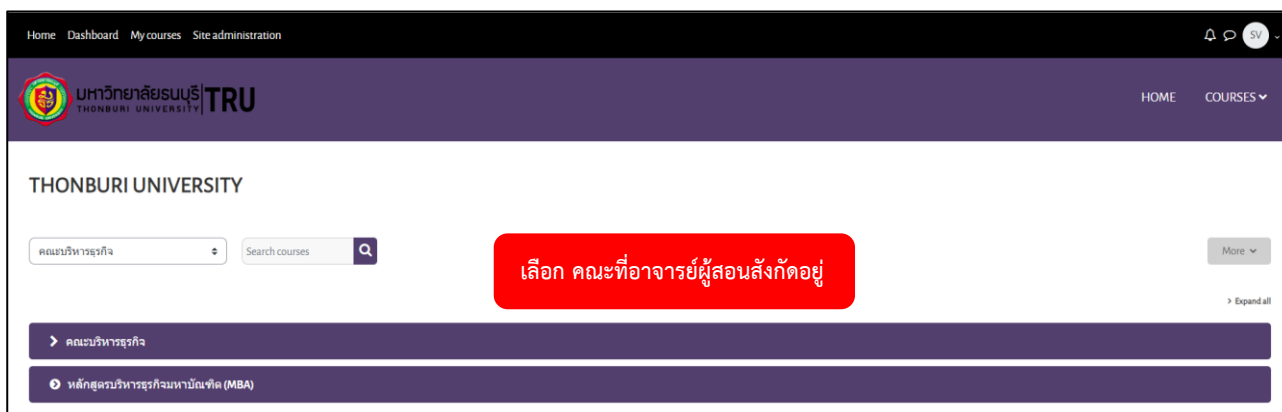 Home Dashboard My courses Site administration
SV
มหาวิทยาลัยธนบุรี TRU
THONBURI UNIVERSITY
HOME COURSES
THONBURI UNIVERSITY
คณะบริหารธุรกิจ Search courses
เลือก คณะที่อาจารย์ผู้สอนสังกัดอยู่
More
Expand all
คณะบริหารธุรกิจ
หลักสูตรบริหารธุรกิจมหาบัณฑิต (MBA)